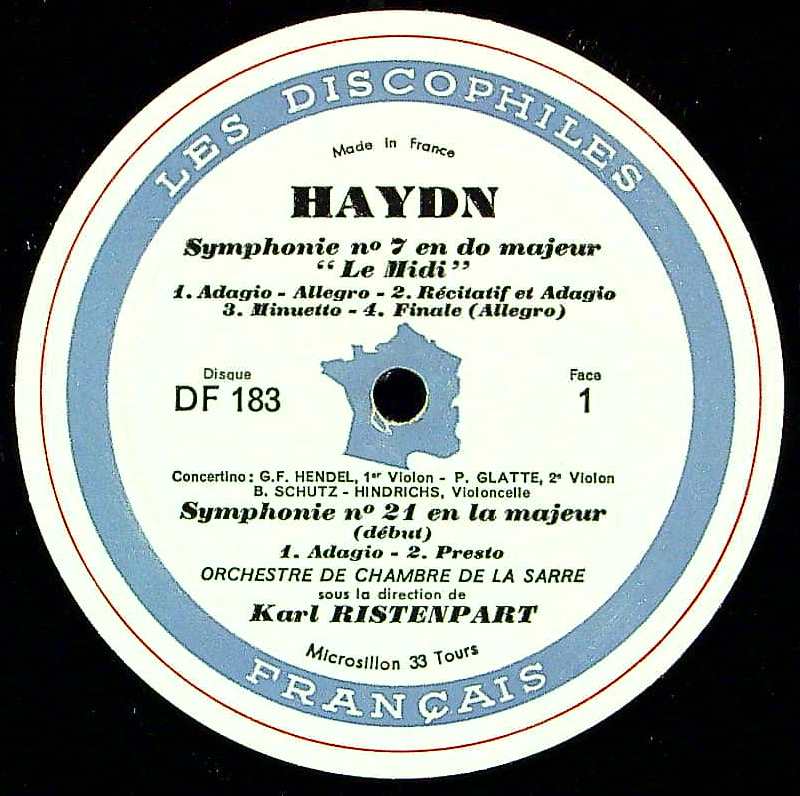 LES DISCOPHILES
Made in France
HAYDN
Symphonie nº 7 en do majeur
"Le Midi"
1. Adagio - Allegro - 2. Récitatif et Adagio
3. Minuetto - 4. Finale (Allegro)
Disque
DF 183
Face
1
Concertino: G.F. HENDEL, 1er Violon - P. GLATTE, 2e Violon
B. SCHUTZ - HINDRICHS, Violoncelle
Symphonie nº 21 en la majeur
(début)
1. Adagio - 2. Presto
ORCHESTRE DE CHAMBRE DE LA SARRE
sous la direction de
Karl RISTENPART
Microsillon 33 Tours
FRANÇAIS